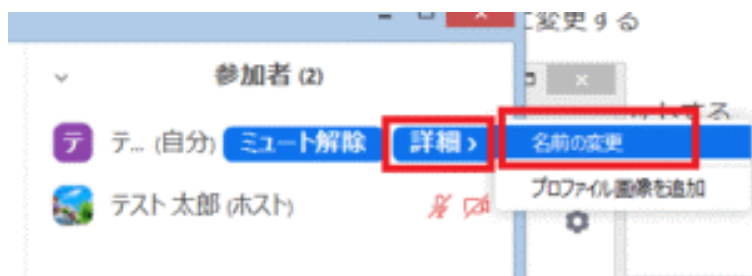 に変更する
参加者 (2)
テ
テ... (自分) ミュート解除 詳細 >
名前の変更
テスト 太郎 (ホスト)
プロファイル画像を追加